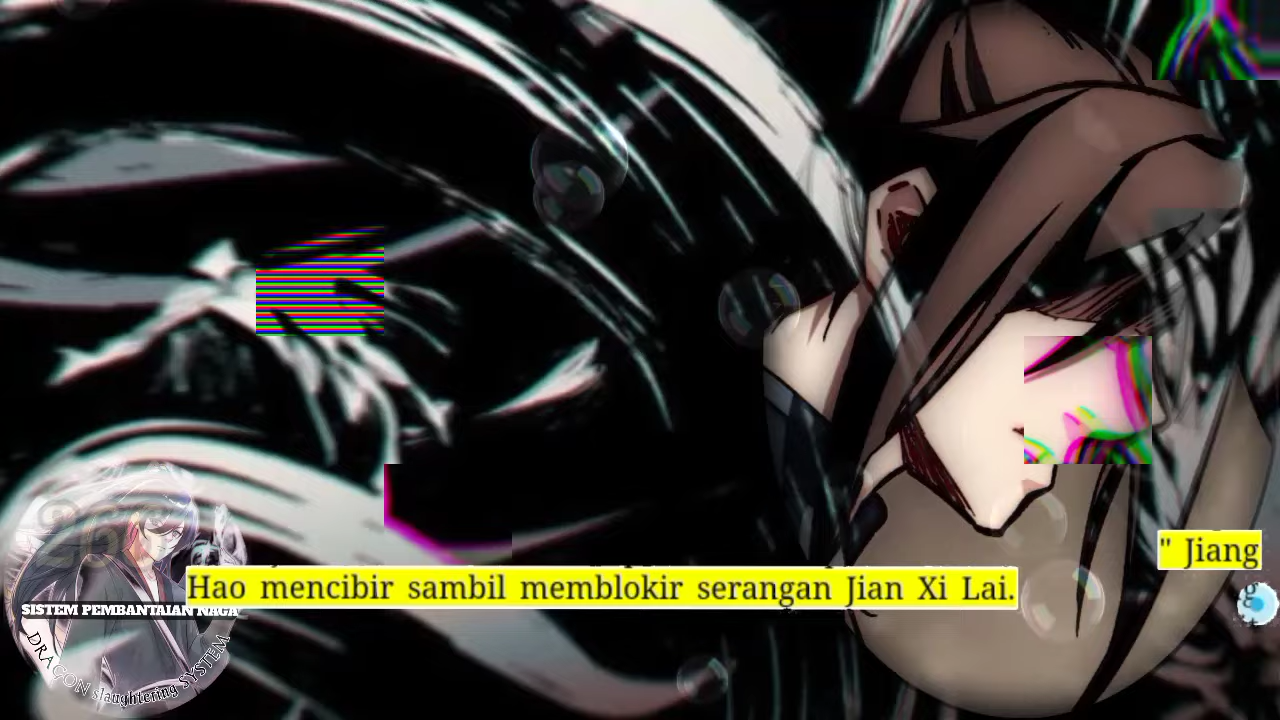 " Jiang
Hao mencibir sambil memblokir serangan Jian Xi Lai.
SISTEM PEMBANTAIAN NAGA
DRAGON slaughtering SYSTEM